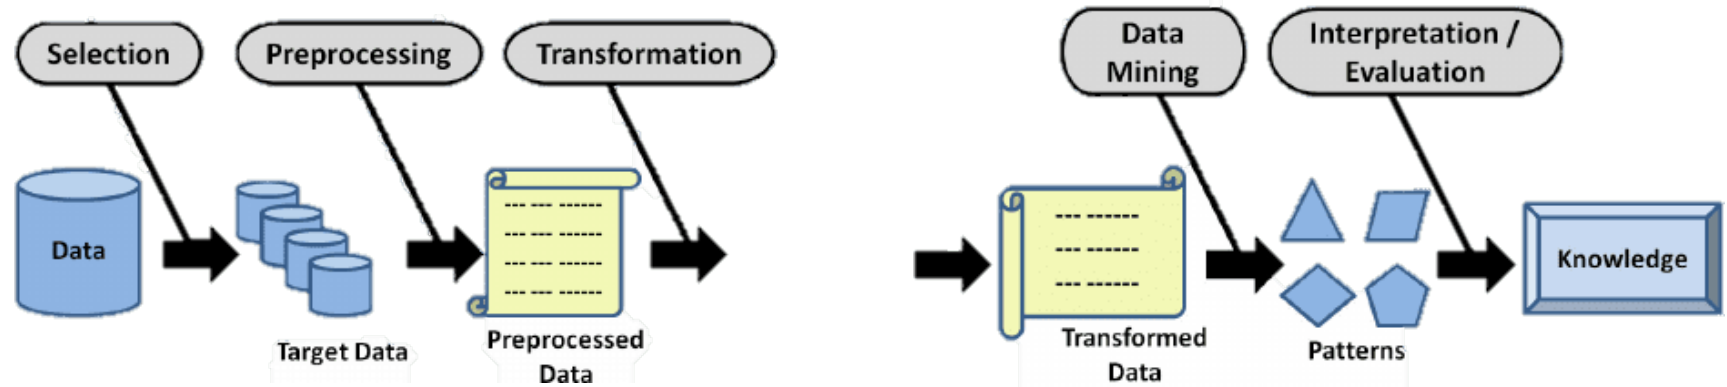 Selection
Preprocessing
Transformation
Data
Mining
Interpretation /
Evaluation
Data
Target Data
--- --- ------
--- --- ------
--- --- ------
--- --- ------
Preprocessed
Data
--- ------
--- ------
--- ------
Transformed
Data
Patterns
Knowledge